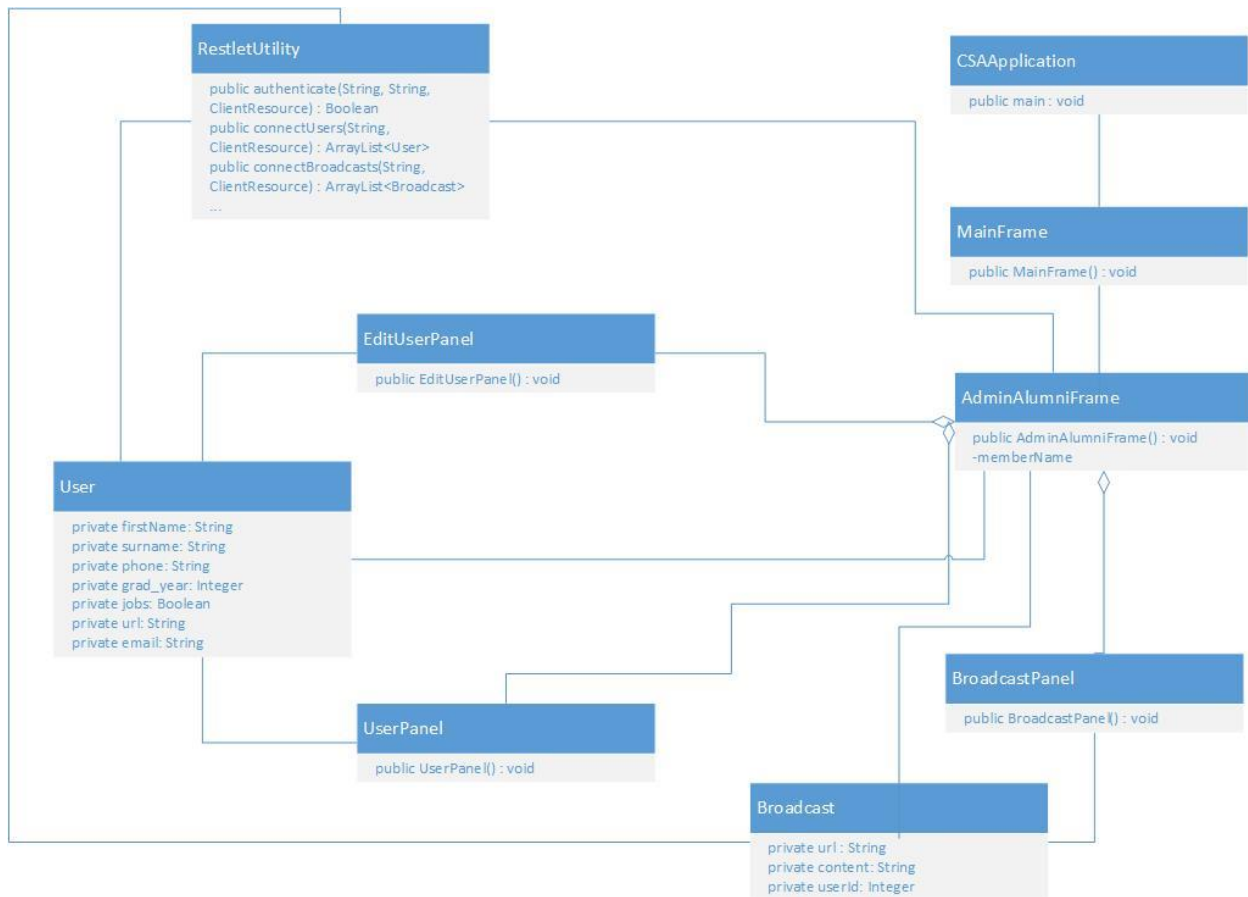 RestletUtility
public authenticate(String, String,
ClientResource) : Boolean
public connectUsers(String,
ClientResource) : ArrayList<User>
public connectBroadcasts(String,
ClientResource) : ArrayList<Broadcast>
...
CSAApplication
public main : void
MainFrame
public MainFrame() : void
EditUserPanel
public EditUserPanel() : void
AdminAlumniFrame
public AdminAlumniFrame() : void
-memberName
User
private firstName: String
private surname: String
private phone: String
private grad_year: Integer
private jobs: Boolean
private url: String
private email: String
BroadcastPanel
public BroadcastPanel() : void
UserPanel
public UserPanel() : void
Broadcast
private url : String
private content: String
private userId: Integer